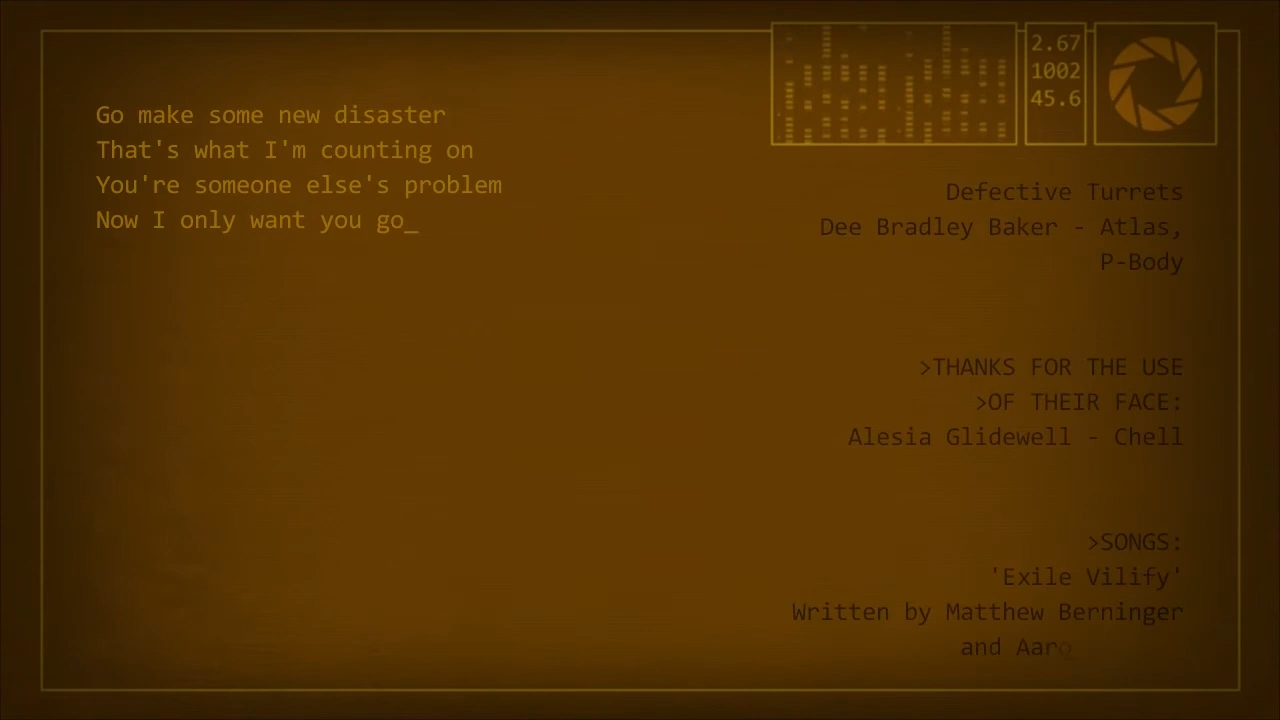 Go make some new disaster
That's what I'm counting on
You're someone else's problem
Now I only want you go_
2.67
1002
45.6
Defective Turrets
Dee Bradley Baker - Atlas,
P-Body
>THANKS FOR THE USE
>OF THEIR FACE:
Alesia Glidewell - Chell
>SONGS:
'Exile Vilify'
Written by Matthew Berninger
and Aaro